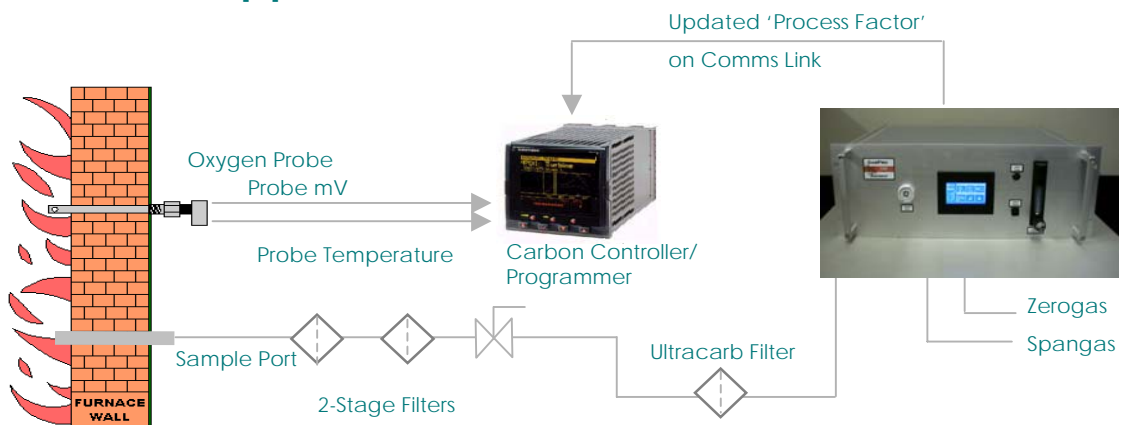 Updated ‘Process Factor’
on Comms Link
Oxygen Probe
Probe mV
Probe Temperature
Carbon Controller/
Programmer
Zerogas
Spangas
Sample Port
Ultracarb Filter
2-Stage Filters
FURNACE
WALL